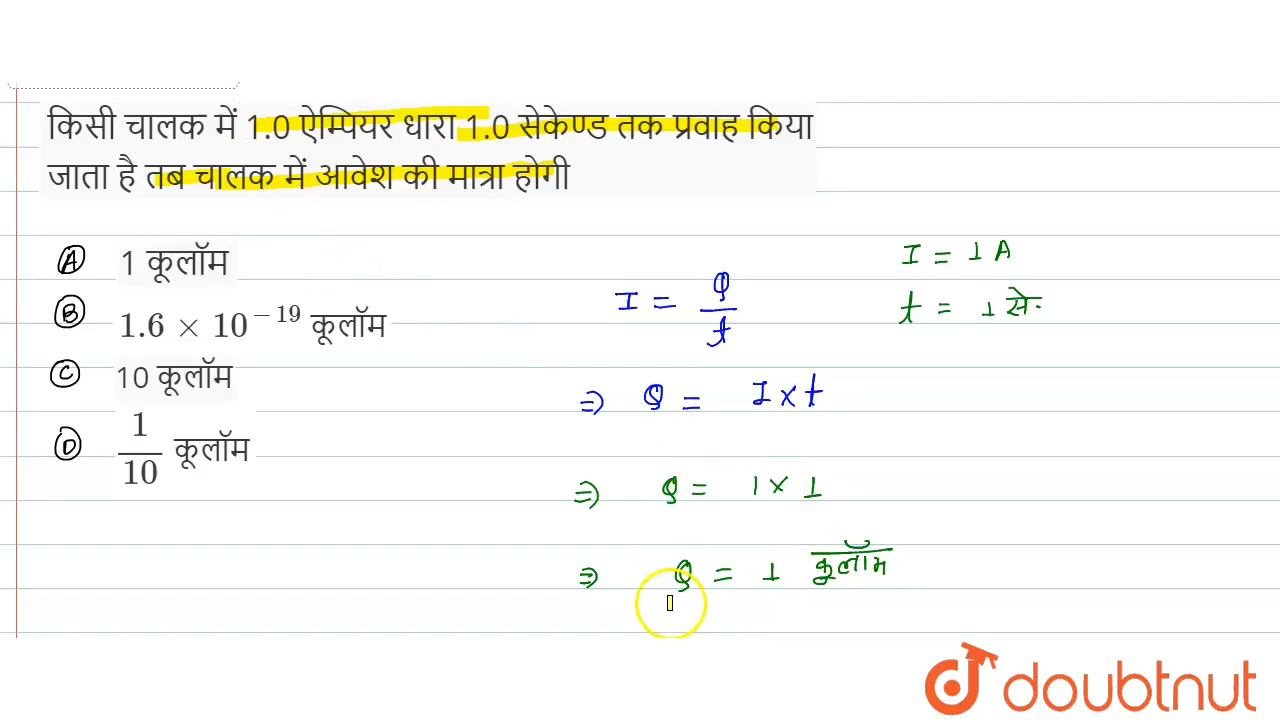 किसी चालक में 1.0 ऐम्पियर धारा 1.0 सेकेण्ड तक प्रवाह किया
जाता है तब चालक में आवेश की मात्रा होगी
A 1 कूलॉम
B 1.6 × 10^-19 कूलॉम
C 10 कूलॉम
D 1/10 कूलॉम
I = 1 A
t = 1 से.
I = Q/t
⇒ Q = I × t
⇒ Q = 1 × 1
⇒ Q = 1 कूलॉम
doubtnut